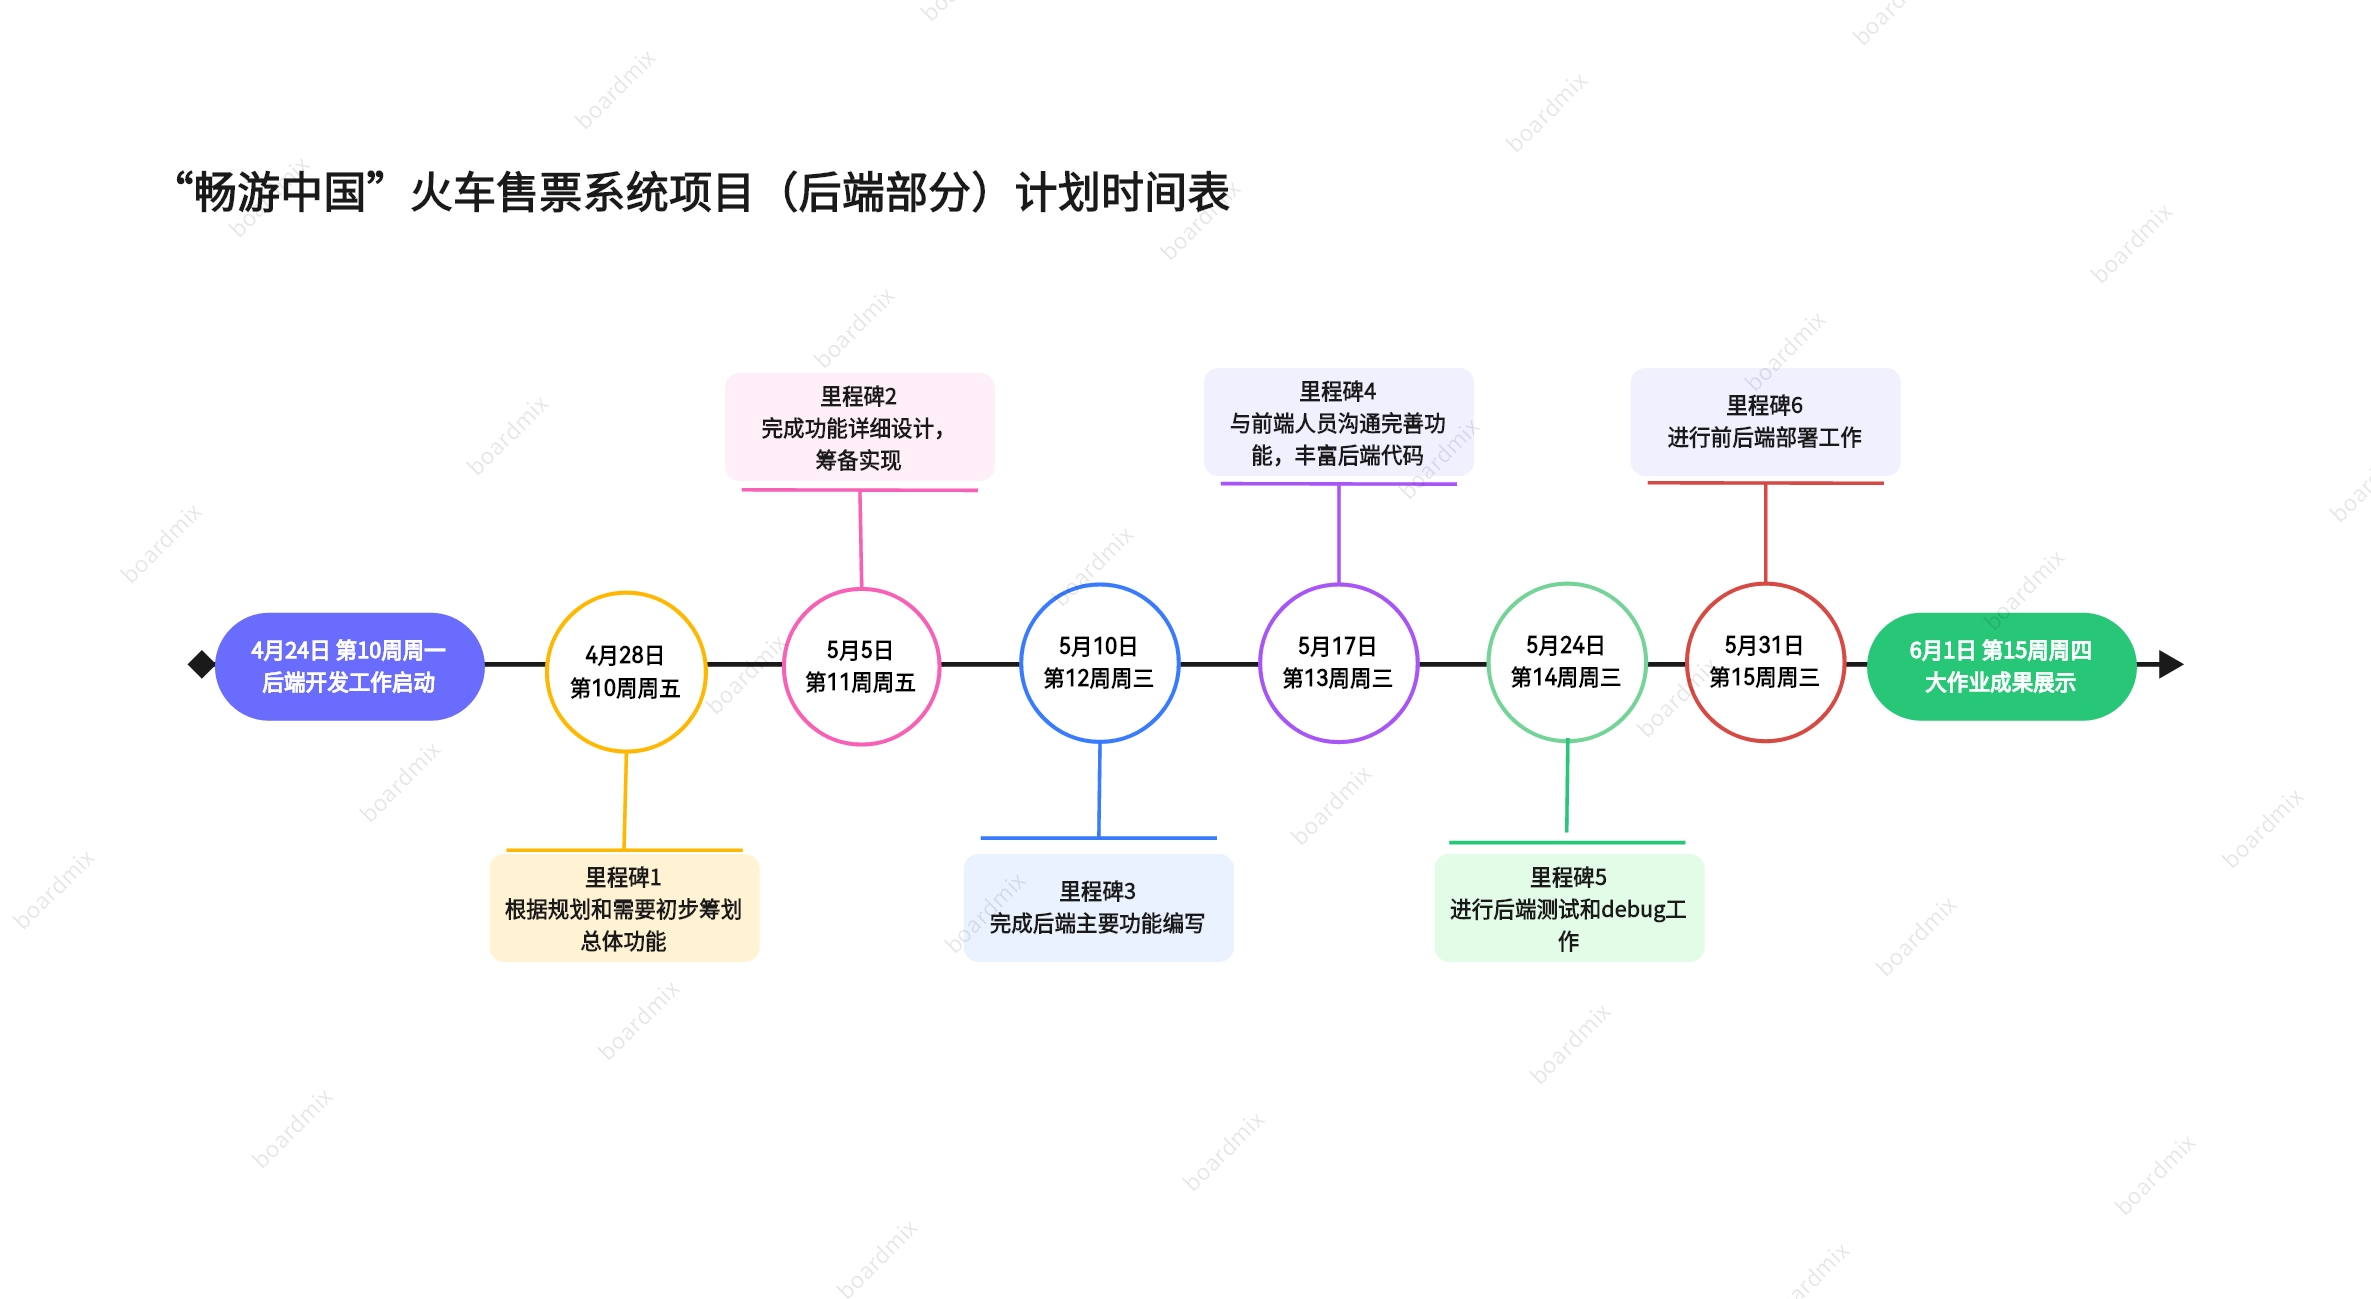 “畅游中国”火车售票系统项目（后端部分）计划时间表
里程碑2
完成功能详细设计，
筹备实现
里程碑4
与前端人员沟通完善功
能，丰富后端代码
里程碑6
进行前后端部署工作
4月24日 第10周周一
后端开发工作启动
4月28日
第10周周五
5月5日
第11周周五
5月10日
第12周周三
5月17日
第13周周三
5月24日
第14周周三
5月31日
第15周周三
6月1日 第15周周四
大作业成果展示
里程碑1
根据规划和需要初步筹划
总体功能
里程碑3
完成后端主要功能编写
里程碑5
进行后端测试和debug工
作
boardmix